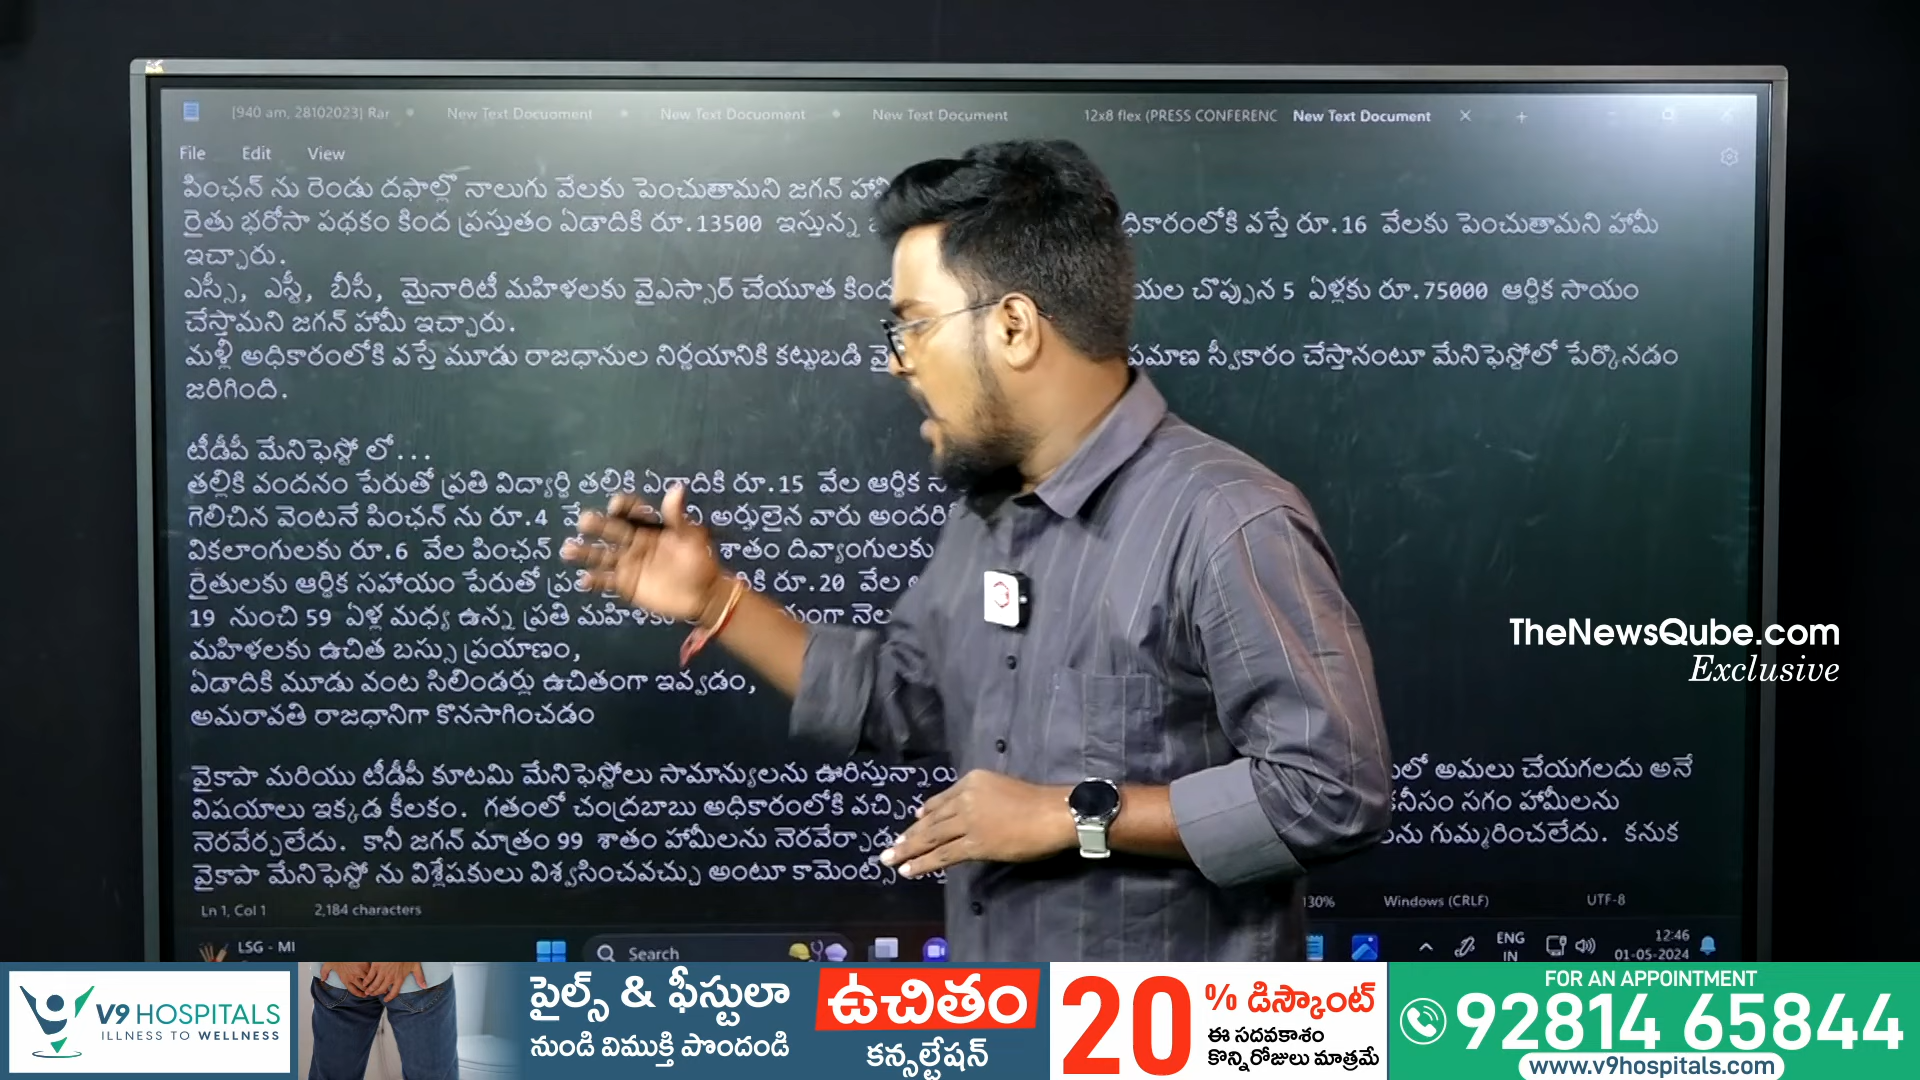 [940 am, 28102023] Rar New Text Document New Text Document New Text Document 12x8 flex (PRESS CONFERENC New Text Document
File Edit View
పింఛన్ ను రెండు దఫాల్లో నాలుగు వేలకు పెంచుతామని జగన్
రైతు భరోసా పథకం కింద ప్రస్తుతం ఏడాదికి రూ.13500 ఇస్తున్న వస్తే రూ.16 వేలకు పెంచుతామని హామీ
ఇచ్చారు.
ఎస్సీ, ఎస్టీ, బీసీ, మైనారిటీ మహిళలకు వైఎస్సార్ చేయూత చొప్పున 5 ఏళ్లకు రూ.75000 ఆర్థిక సాయం
చేస్తామని జగన్ హామీ ఇచ్చారు.
మళ్లీ అధికారంలోకి వస్తే మూడు రాజధానుల నిర్ణయానికి కట్టుబడి స్వీకారం చేస్తానంటూ మేనిఫెస్టోలో పేర్కొనడం
జరిగింది.
టీడీపీ మేనిఫెస్టో లో...
తల్లికి వందనం పేరుతో ప్రతి విద్యార్థి తల్లికి ఏడాదికి రూ.15 వేల ఆర్థిక
గెలిచిన వెంటనే పింఛన్ ను రూ.4 అర్హులైన వారు
వికలాంగులకు రూ.6 వేల పింఛన్ శాతం దివ్యాంగులకు
రైతులకు ఆర్థిక సహాయం పేరుతో ప్రతి రూ.20 వేల
19 నుంచి 59 ఏళ్ల మధ్య ఉన్న ప్రతి
మహిళలకు ఉచిత బస్సు ప్రయాణం,
ఏడాదికి మూడు వంట సిలిండర్లు ఉచితంగా ఇవ్వడం,
అమరావతి రాజధానిగా కొనసాగించడం
వైకాపా మరియు టీడీపీ కూటమి మేనిఫెస్టోలు సామాన్యులను అమలు చేయగలదు అనే
విషయాలు ఇక్కడ కీలకం. గతంలో చంద్రబాబు అధికారంలోకి సగం హామీలను
నెరవేర్చలేదు. కానీ జగన్ మాత్రం 99 శాతం హామీలను గుమ్మరించలేదు. కనుక
వైకాపా మేనిఫెస్టో ను విశ్లేషకులు విశ్వసించవచ్చు అంటూ
Ln 1, Col 1 2,184 characters 130% Windows (CRLF) UTF-8
LSG - MI Search ENG IN 12:46 01-05-2024
TheNewsQube.com
Exclusive
V9 HOSPITALS
ILLNESS TO WELLNESS
పైల్స్ & ఫీస్టులా
నుండి విముక్తి పొందండి
ఉచితం
కన్సల్టేషన్
20 % డిస్కౌంట్
ఈ సదవకాశం
కొన్నిరోజులు మాత్రమే
FOR AN APPOINTMENT
92814 65844
www.v9hospitals.com